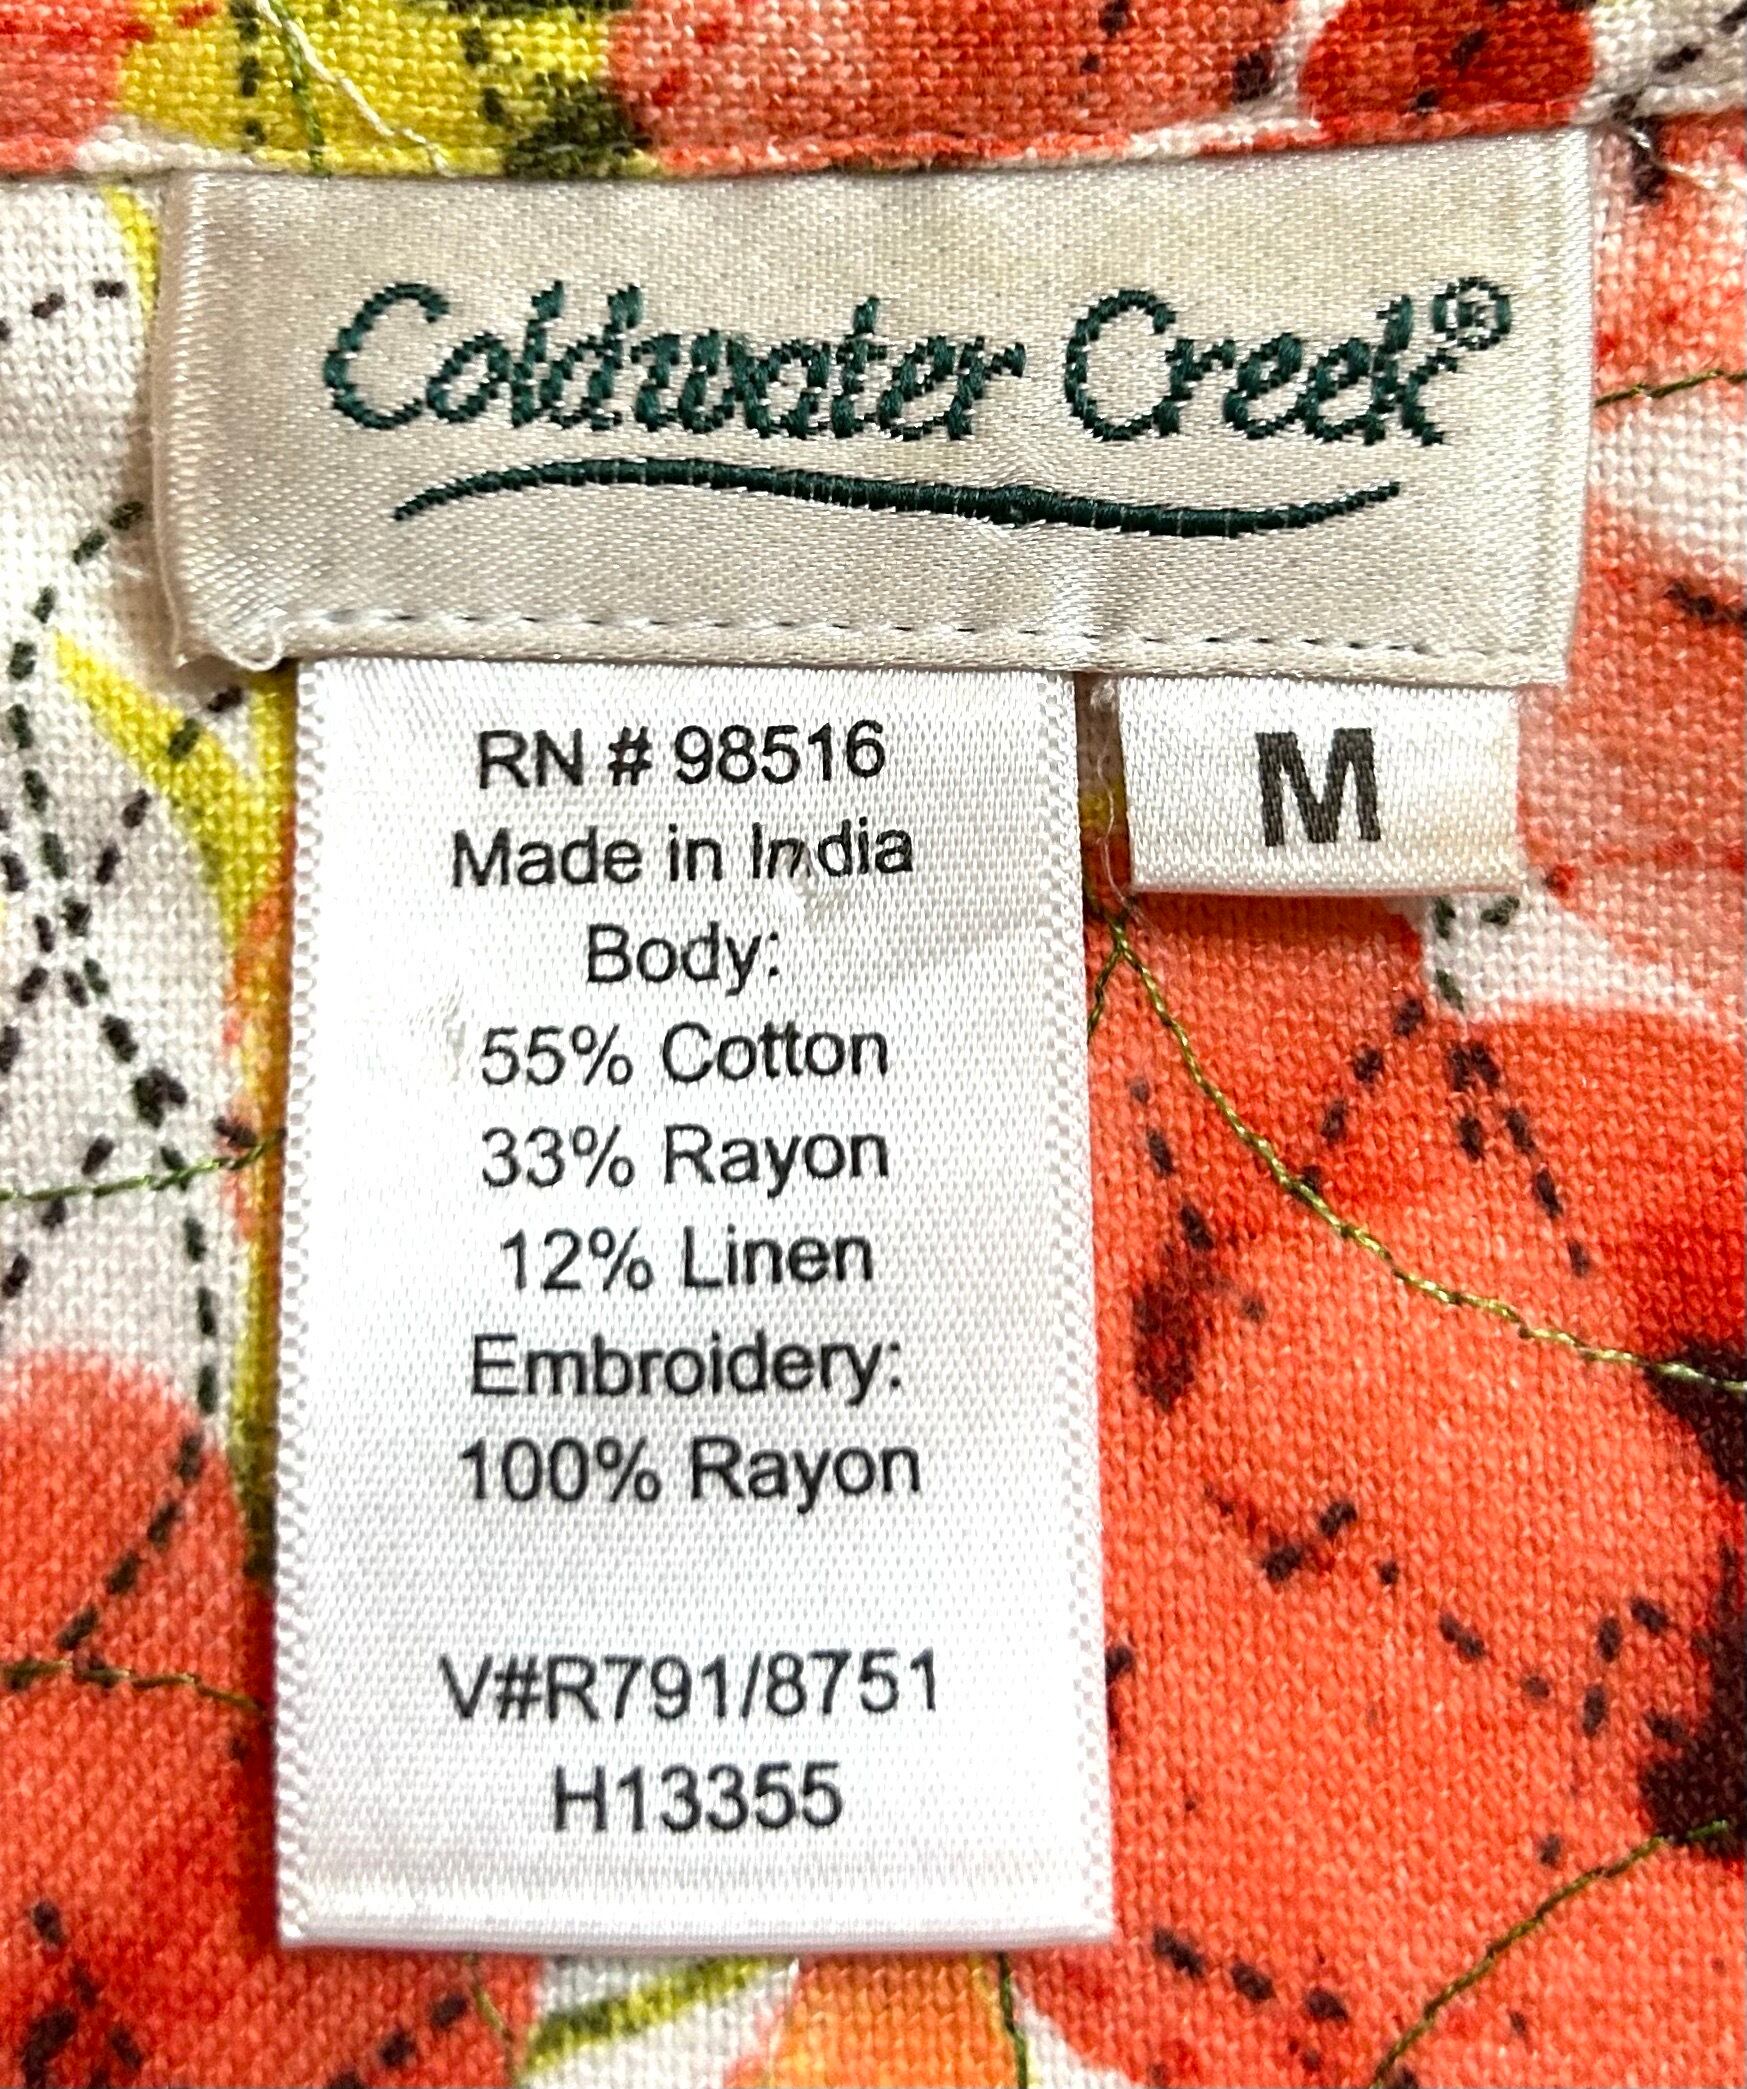 Coldwater Creek®
RN # 98516
M
Made in India
Body:
55% Cotton
33% Rayon
12% Linen
Embroidery:
100% Rayon
V#R791/8751
H13355